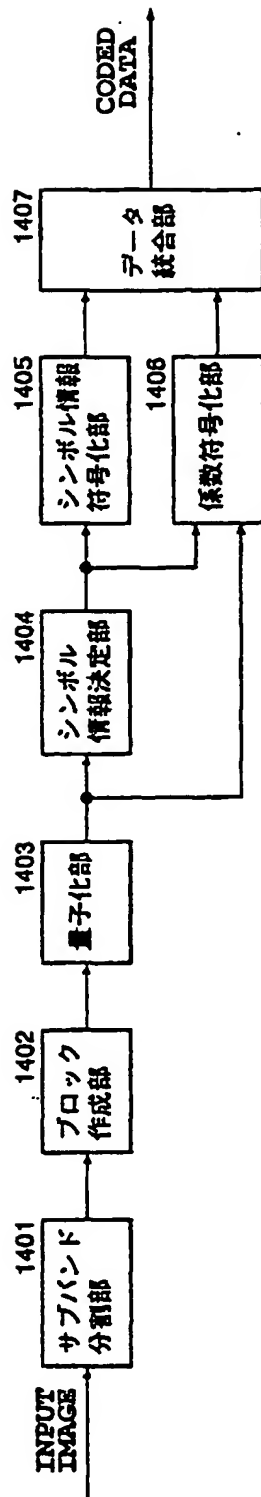 INPUT
IMAGE
1401
サブバンド
分割部
1402
ブロック
作成部
1403
量子化部
1404
シンボル
情報決定部
1405
シンボル情報
符号化部
1406
係数符号化部
1407
データ
統合部
CODED
DATA